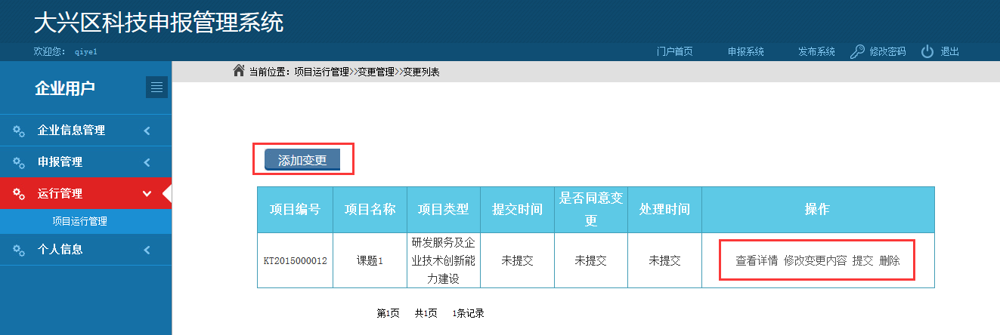 大兴区科技申报管理系统
欢迎您： qiye1
门户首页 申报系统 发布系统 修改密码 退出
企业用户
当前位置：项目运行管理>>变更管理>>变更列表
企业信息管理
申报管理
运行管理
项目运行管理
个人信息
添加变更
项目编号 项目名称 项目类型 提交时间 是否同意变
更 处理时间 操作
KT2015000012 课题1 研发服务及企
业技术创新能
力建设 未提交 未提交 未提交 查看详情 修改变更内容 提交 删除
第1页 共1页 1条记录